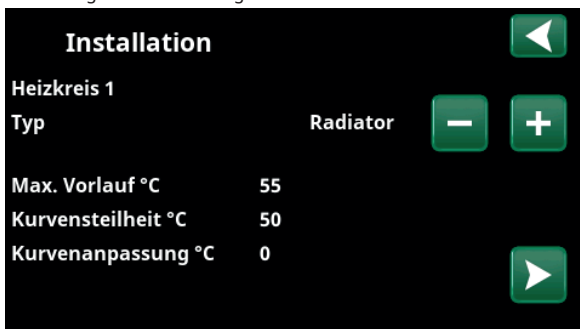 Installation
Heizkreis 1
Typ Radiator
Max. Vorlauf °C 55
Kurvensteilheit °C 50
Kurvenanpassung °C 0